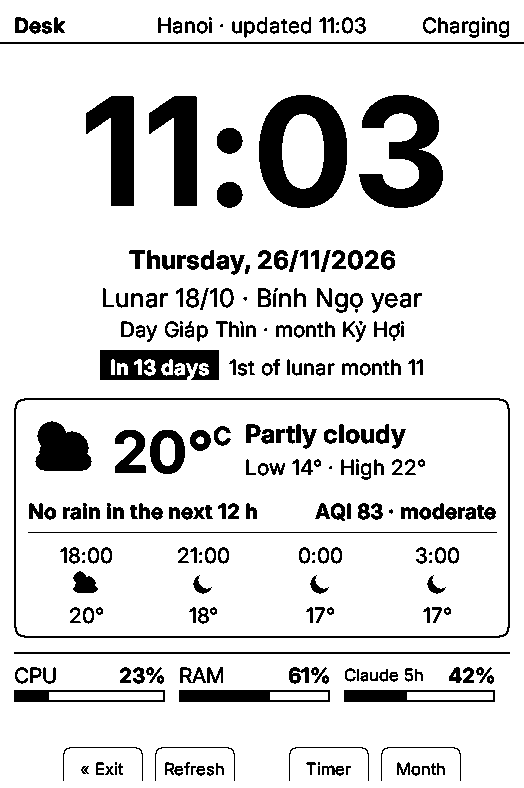 Desk Hanoi · updated 11:03 Charging
11:03
Thursday, 26/11/2026
Lunar 18/10 · Bính Ngọ year
Day Giáp Thìn · month Kỷ Hợi
In 13 days 1st of lunar month 11
20°C Partly cloudy
Low 14° · High 22°
No rain in the next 12 h AQI 83 · moderate
18:00 21:00 0:00 3:00
20° 18° 17° 17°
CPU 23% RAM 61% Claude 5h 42%
« Exit Refresh Timer Month